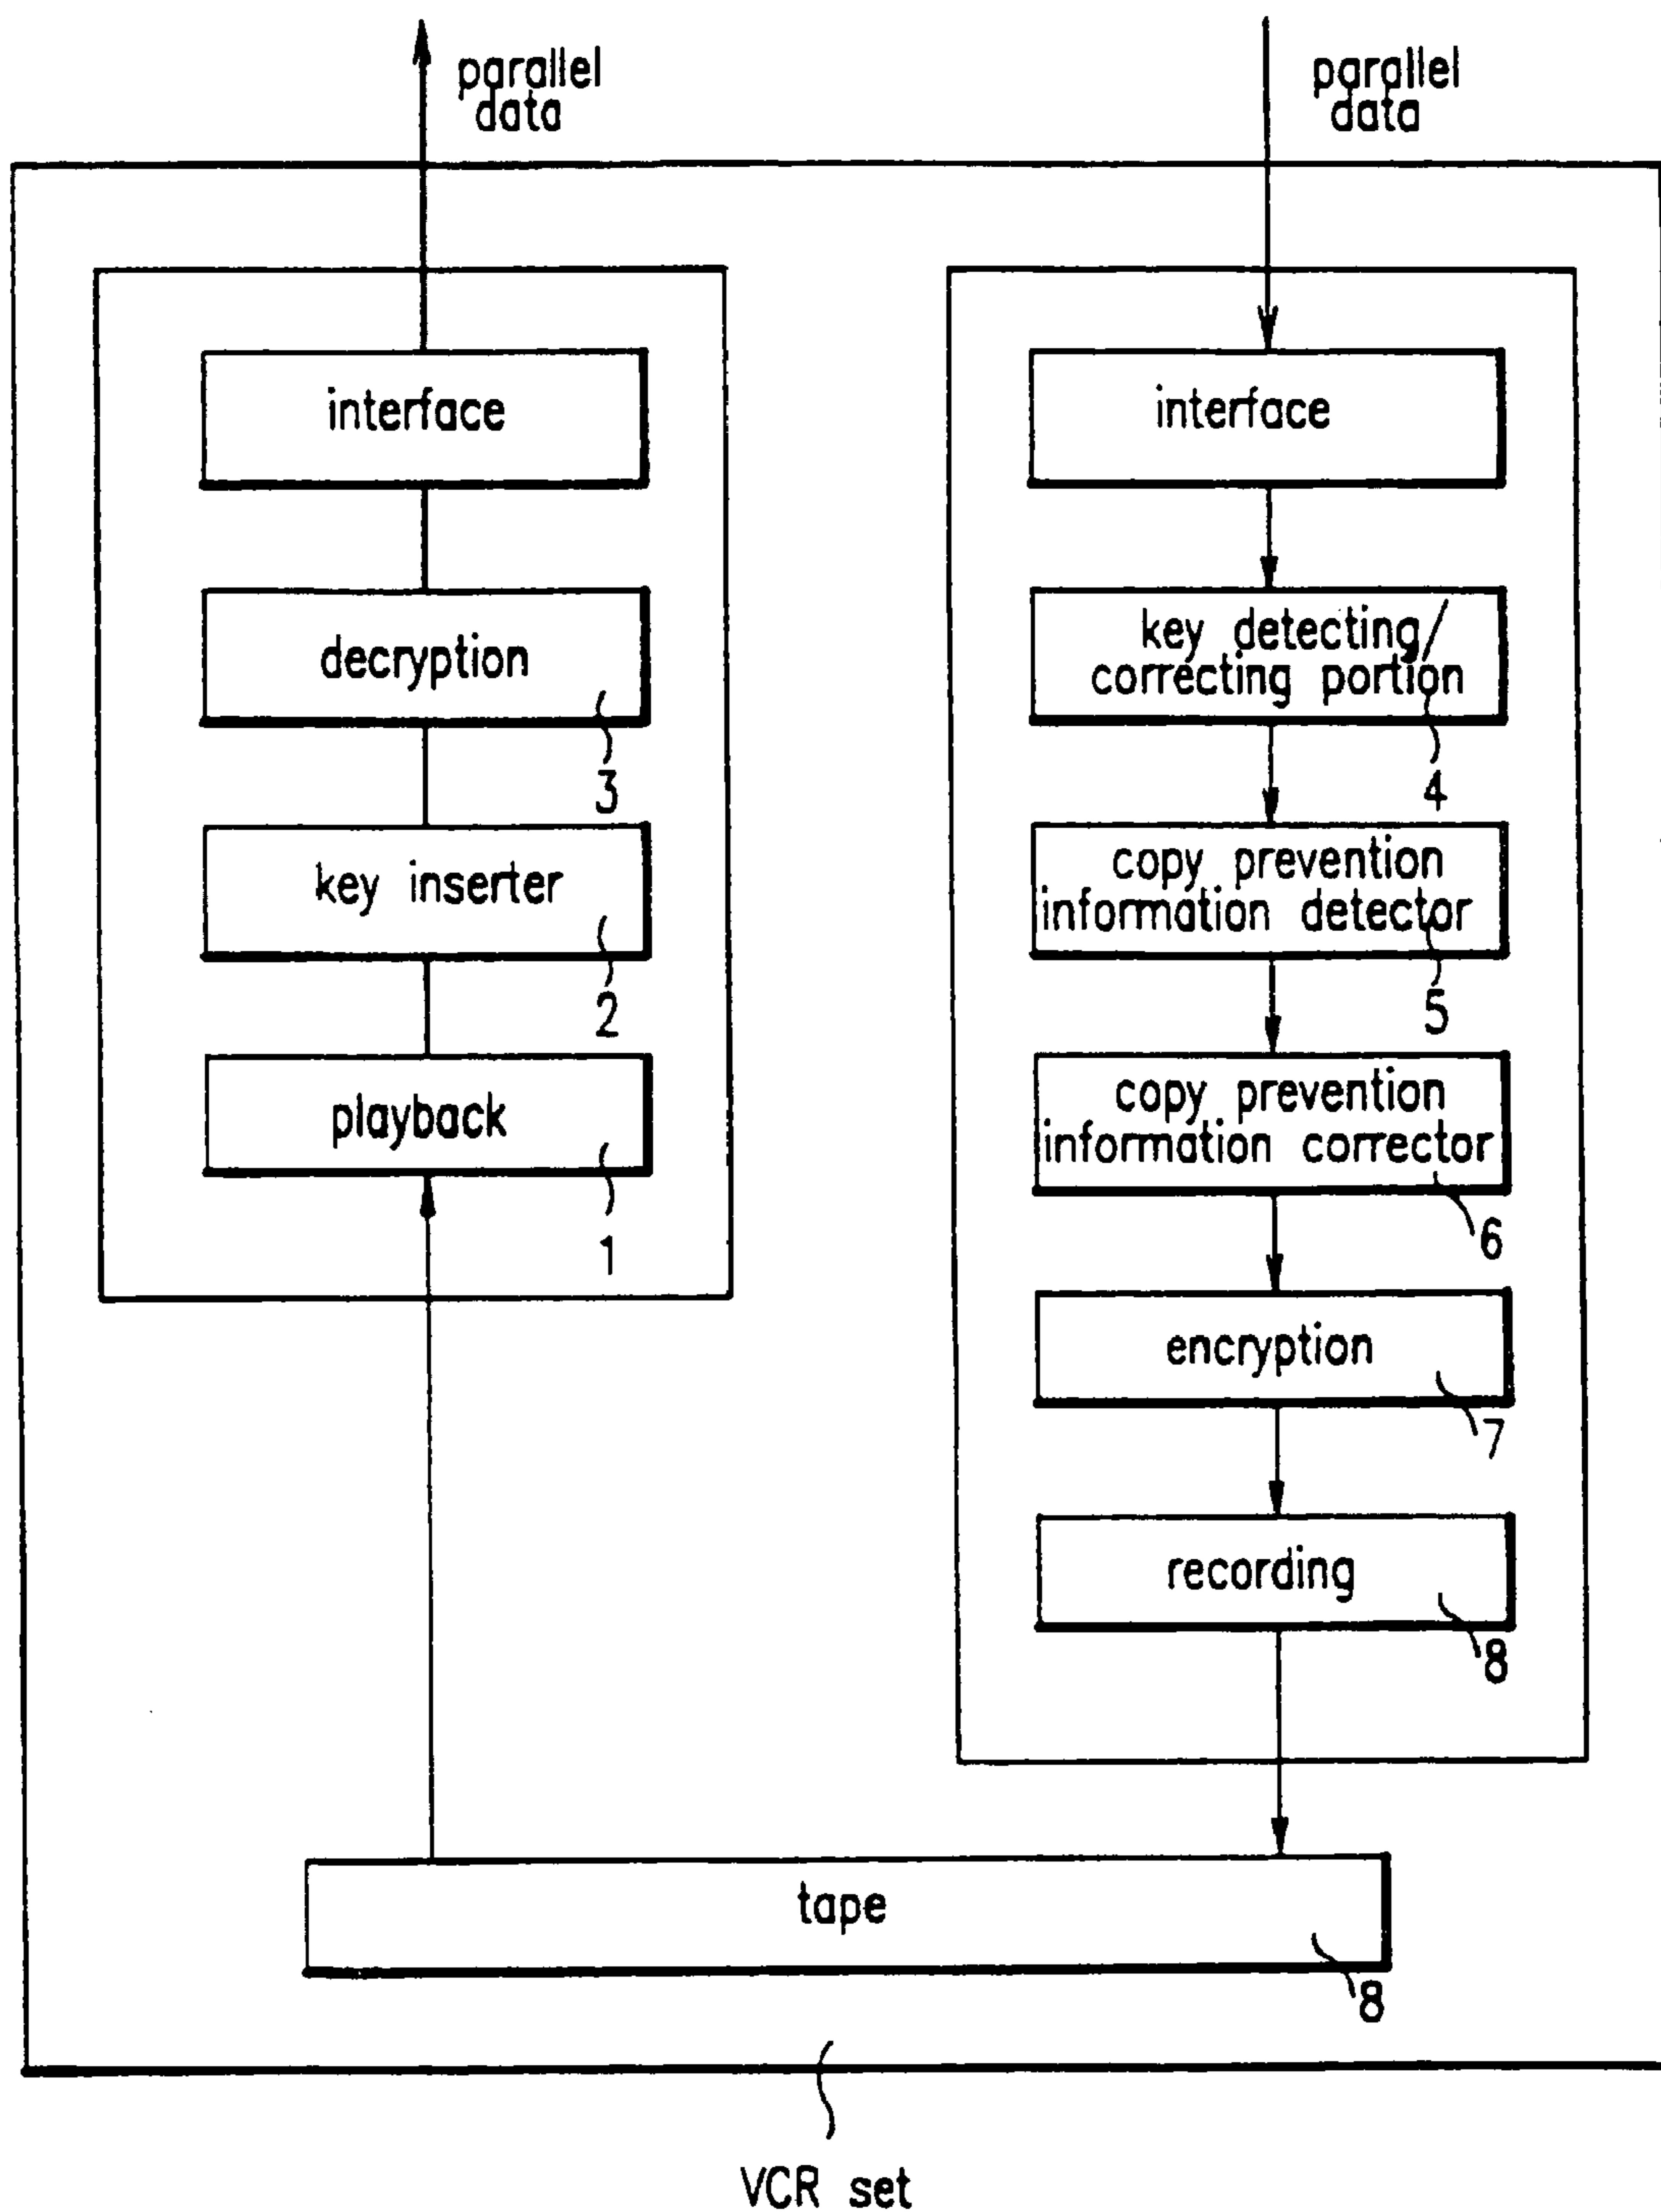 parallel
data
interface
decryption
3
key inserter
2
playback
1
parallel
data
interface
key detecting/
correcting portion
4
copy prevention
information detector
5
copy prevention
information corrector
6
encryption
7
recording
8
tape
8
VCR set